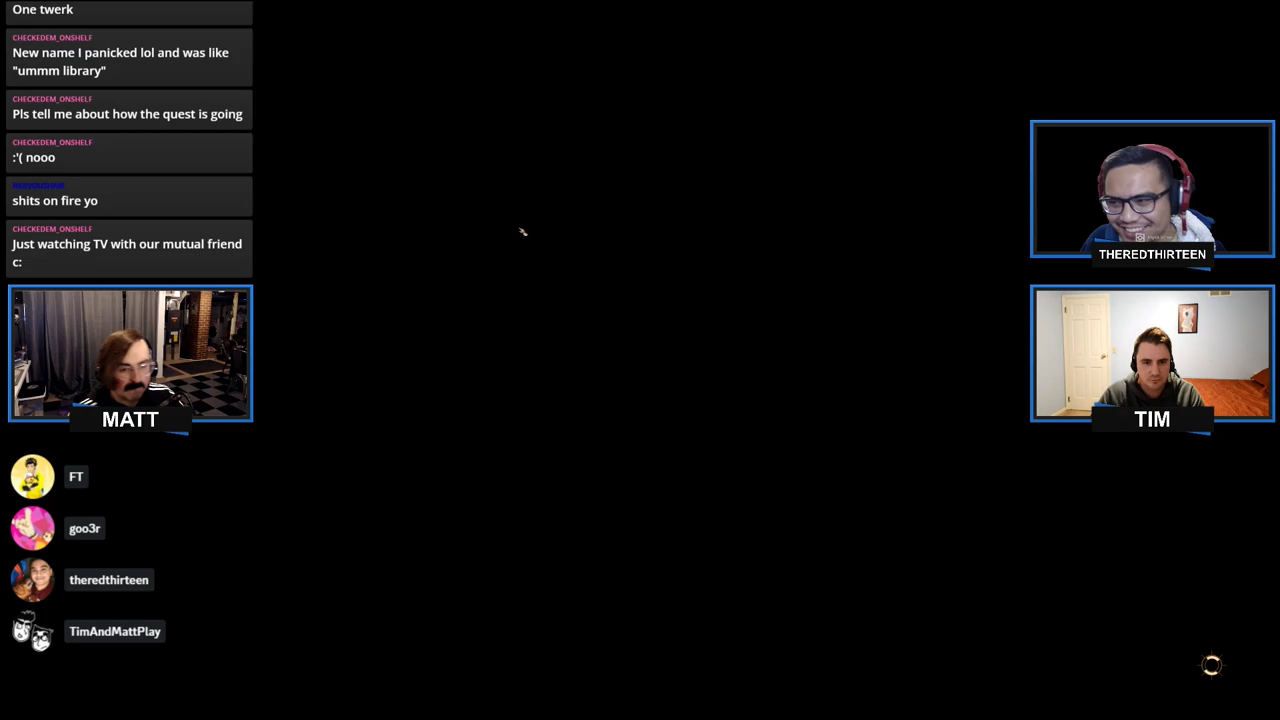 One twerk
CHECKEDEM_ONSHELF
New name I panicked lol and was like
"ummm library"
CHECKEDEM_ONSHELF
Pls tell me about how the quest is going
CHECKEDEM_ONSHELF
:'( nooo
shits on fire yo
CHECKEDEM_ONSHELF
Just watching TV with our mutual friend
c:
THEREDTHIRTEEN
MATT
TIM
FT
goo3r
theredthirteen
TimAndMattPlay